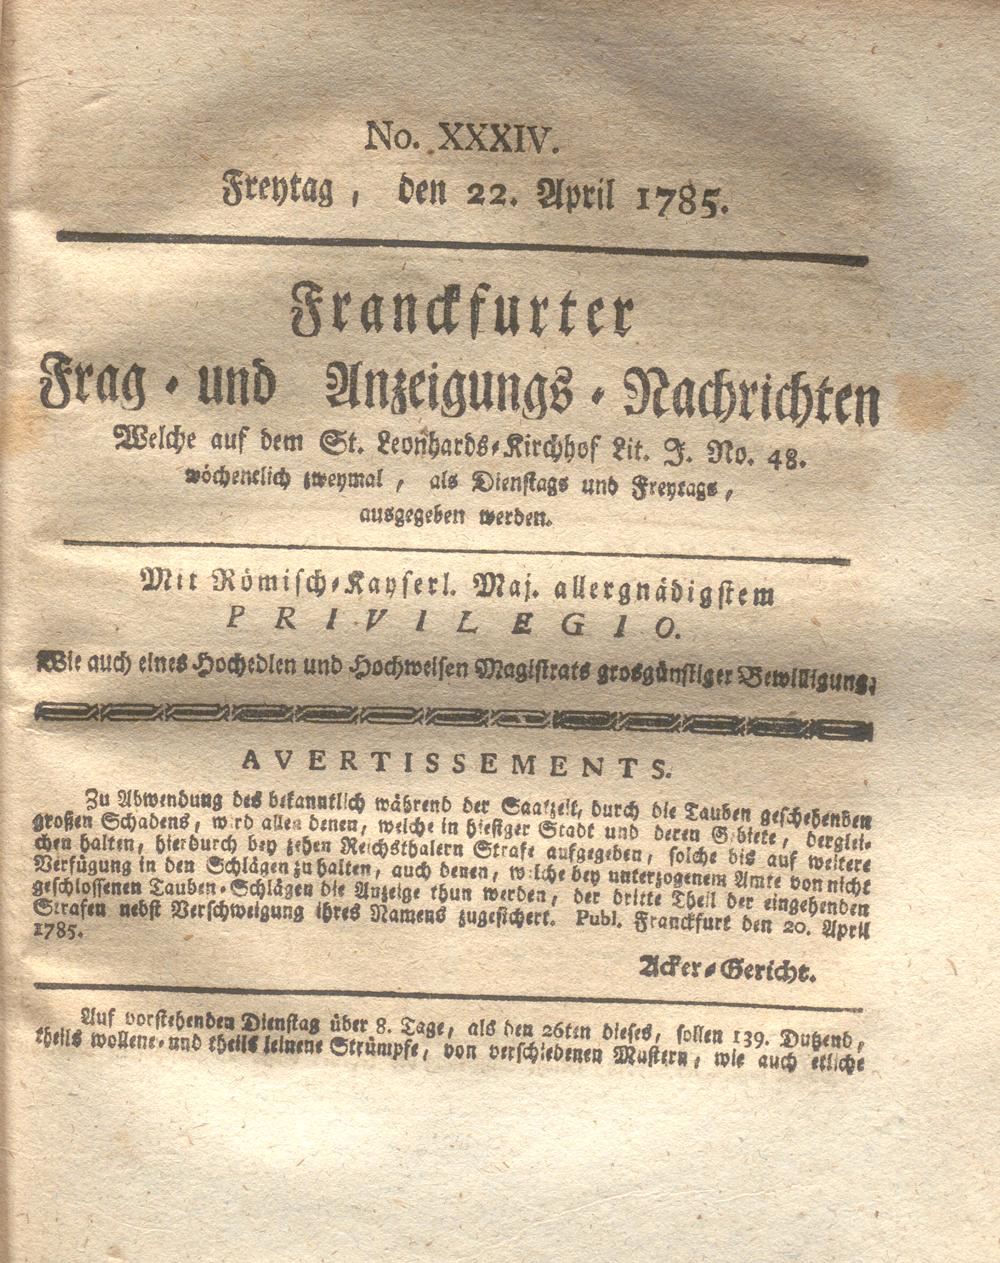 No. XXXIV.
Freytag, den 22. April 1785.
Franckfurter
Frag- und Anzeigungs-Nachrichten
Welche auf dem St. Leonhards-Kirchhof Lit. J. No. 48.
wöchentlich zweymal, als Dienstags und Freytags,
ausgegeben werden.
Mit Römisch-Kayserl. Maj. allergnädigstem
PRIVILEGIO.
Wie auch eines Hochedlen und Hochweisen Magistrats grosgünstiger Bewilligung.
AVERTISSEMENTS.
Zu Abwendung des bekanntlich während der Saatzeit, durch die Tauben geschehenden
großen Schadens, wird allen denen, welche in hiesiger Stadt und deren Gebiete, derglei-
chen halten, hierdurch bey zehen Reichsthalern Strafe aufgegeben, solche bis auf weitere
Verfügung in den Schlägen zu halten, auch denen, welche bey unterzogenem Amte von nicht
geschlossenen Tauben-Schlägen die Anzeige thun werden, der dritte Theil der eingehenden
Strafen nebst Verschweigung ihres Namens zugesichert. Publ. Franckfurt den 20. April
1785.
Acker-Gericht.
Auf vorstehenden Dienstag über 8. Tage, als den 26ten dieses, sollen 139. Dutzend,
theils wollene- und theils leinene Strümpfe, von verschiedenen Mustern, wie auch etliche